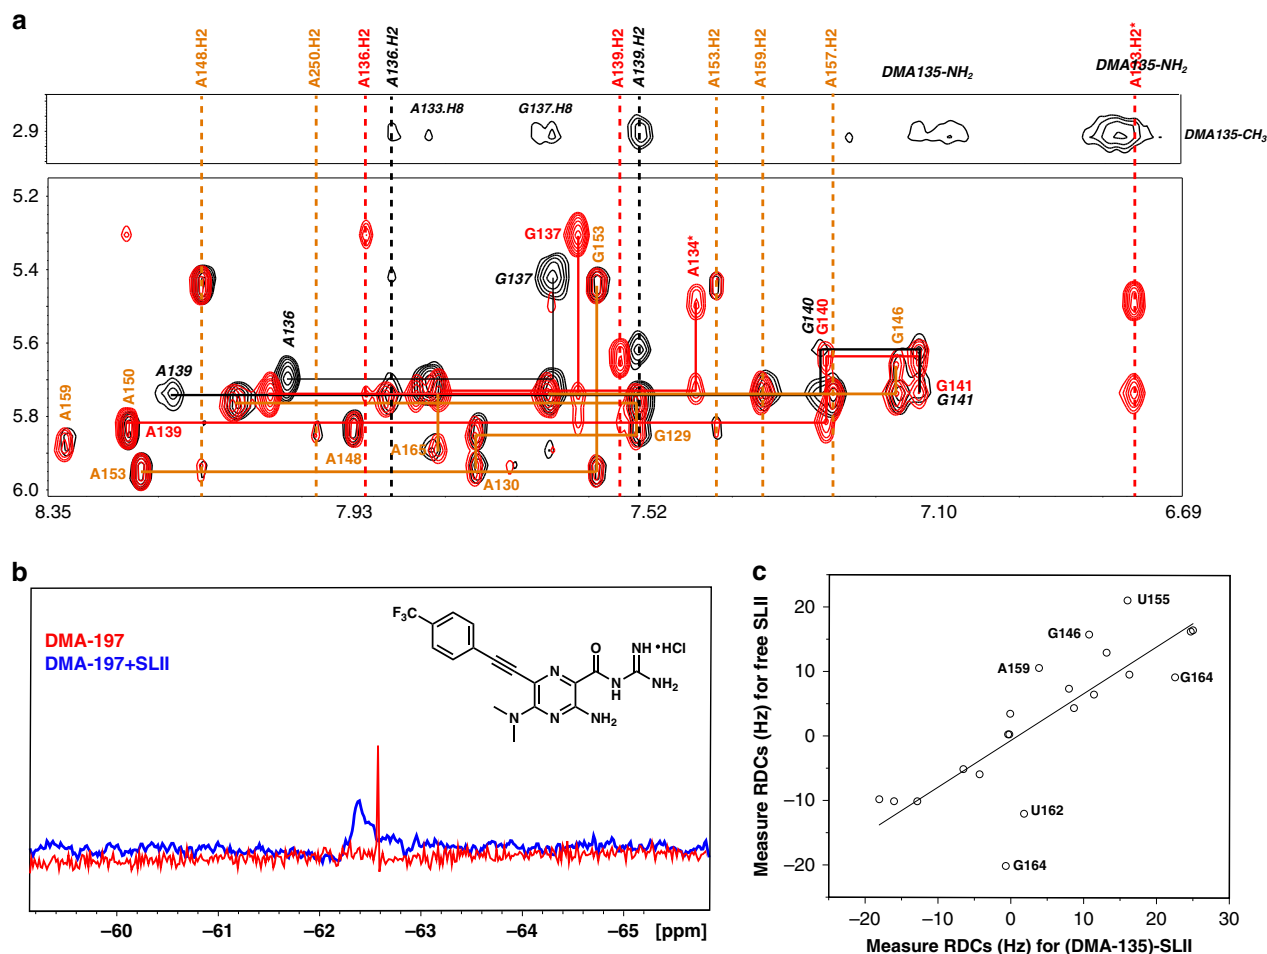 a
A148.H2
A250.H2
A136.H2
A136.H2
A139.H2
A139.H2
A153.H2
A159.H2
A157.H2
DMA135-NH2
DMA135-NH2
A133.H2*
A133.H8
G137.H8
2.9
DMA135-CH3
5.2
5.4
5.6
5.8
6.0
G137
G153
A134*
G137
G140
G140
G146
A136
A139
A159
A150
A139
G141
G141
A148
A165
G129
A153
A130
8.35
7.93
7.52
7.10
6.69
b
DMA-197
DMA-197+SLII
F3C
O
NH •HCl
N
N
H
NH2
N
N
NH2
–60
–61
–62
–63
–64
–65
[ppm]
c
Measure RDCs (Hz) for free SLII
20
10
0
–10
–20
U155
G146
A159
G164
U162
G164
–20
–10
0
10
20
30
Measure RDCs (Hz) for (DMA-135)-SLII